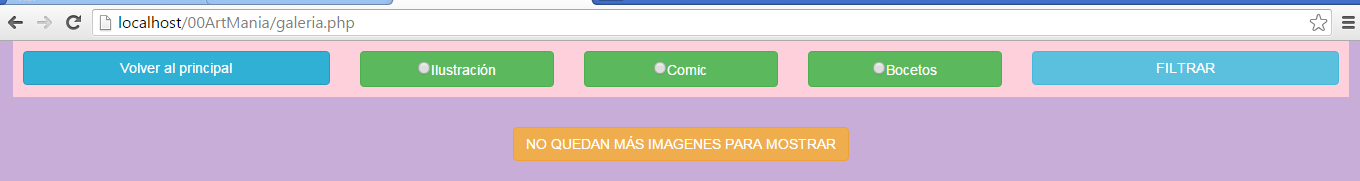 localhost/00ArtMania/galeria.php
Volver al principal Ilustración Comic Bocetos FILTRAR
NO QUEDAN MÁS IMAGENES PARA MOSTRAR